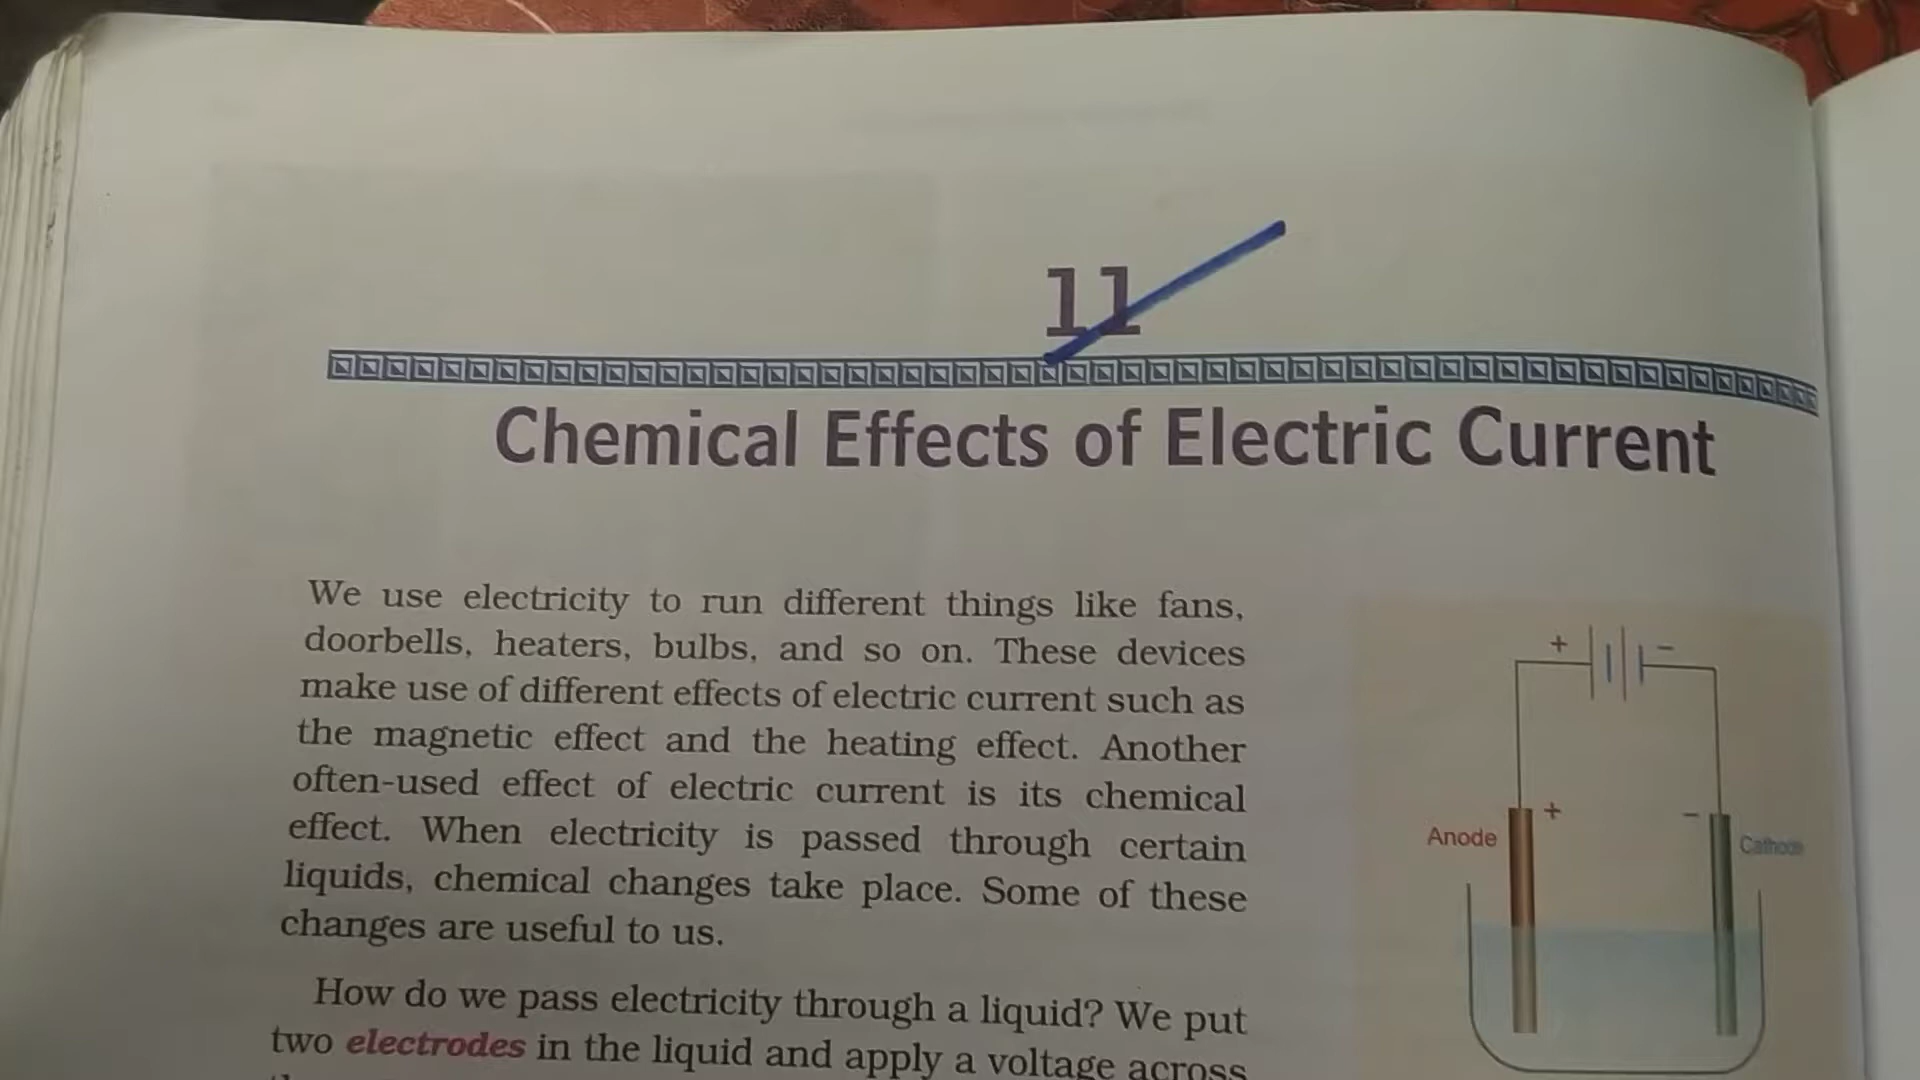 11
Chemical Effects of Electric Current
We use electricity to run different things like fans,
doorbells, heaters, bulbs, and so on. These devices
make use of different effects of electric current such as
the magnetic effect and the heating effect. Another
often-used effect of electric current is its chemical
effect. When electricity is passed through certain
liquids, chemical changes take place. Some of these
changes are useful to us.
How do we pass electricity through a liquid? We put
two electrodes in the liquid and apply a voltage across
+ −
+ −
Anode Cathode